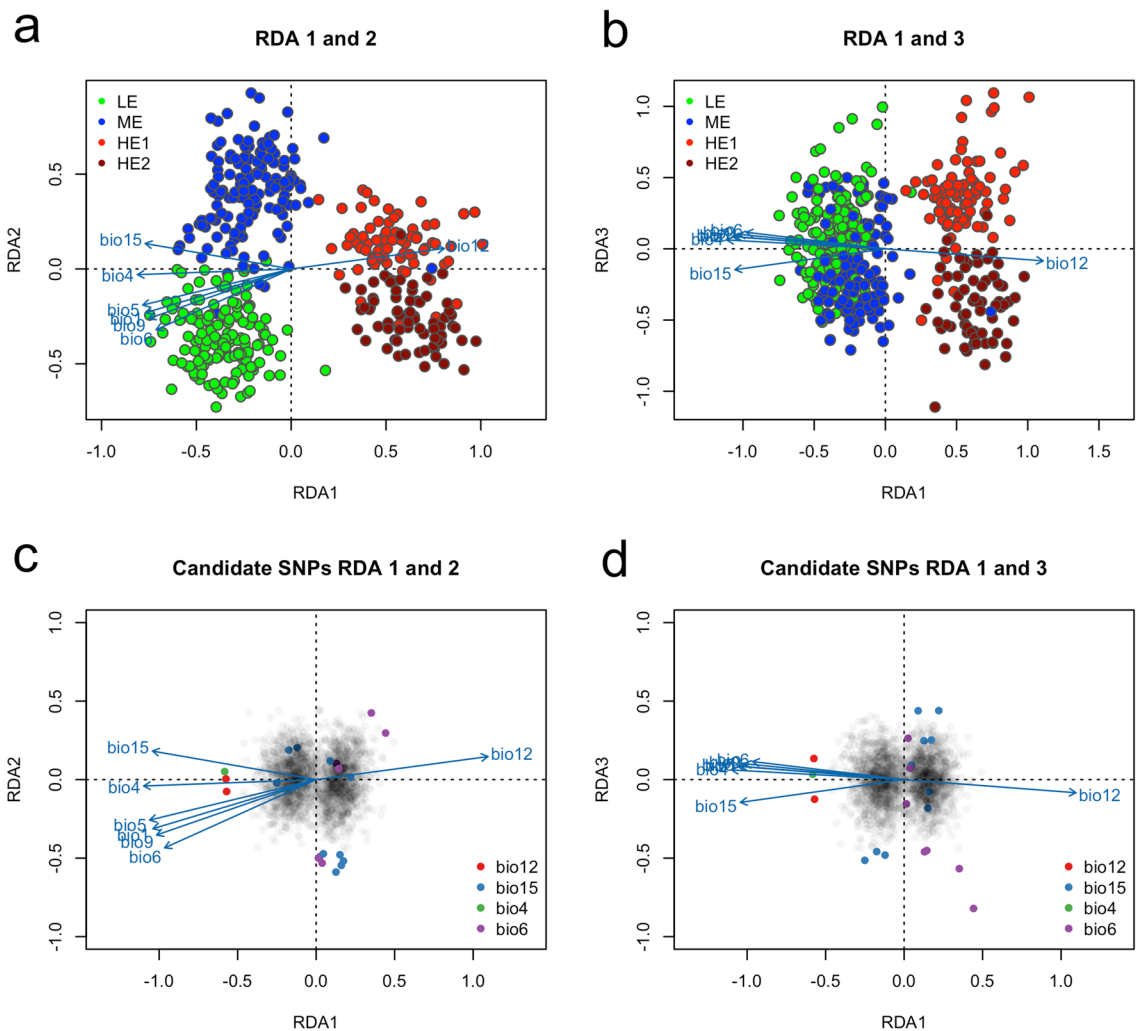 a
RDA 1 and 2
LE
ME
HE1
HE2
bio15
bio12
bio4
bio5
bio1
bio9
bio6
RDA2
0.5
0.0
-0.5
-1.0
-0.5
0.0
0.5
1.0
RDA1
b
RDA 1 and 3
LE
ME
HE1
HE2
bio6
bio4
bio15
bio12
RDA3
1.0
0.5
0.0
-0.5
-1.0
-1.0
-0.5
0.0
0.5
1.0
1.5
RDA1
c
Candidate SNPs RDA 1 and 2
bio15
bio12
bio4
bio5
bio1
bio9
bio6
bio12
bio15
bio4
bio6
RDA2
1.0
0.5
0.0
-0.5
-1.0
-1.0
-0.5
0.0
0.5
1.0
RDA1
d
Candidate SNPs RDA 1 and 3
bio6
bio4
bio15
bio12
bio12
bio15
bio4
bio6
RDA3
1.0
0.5
0.0
-0.5
-1.0
-1.0
-0.5
0.0
0.5
1.0
RDA1